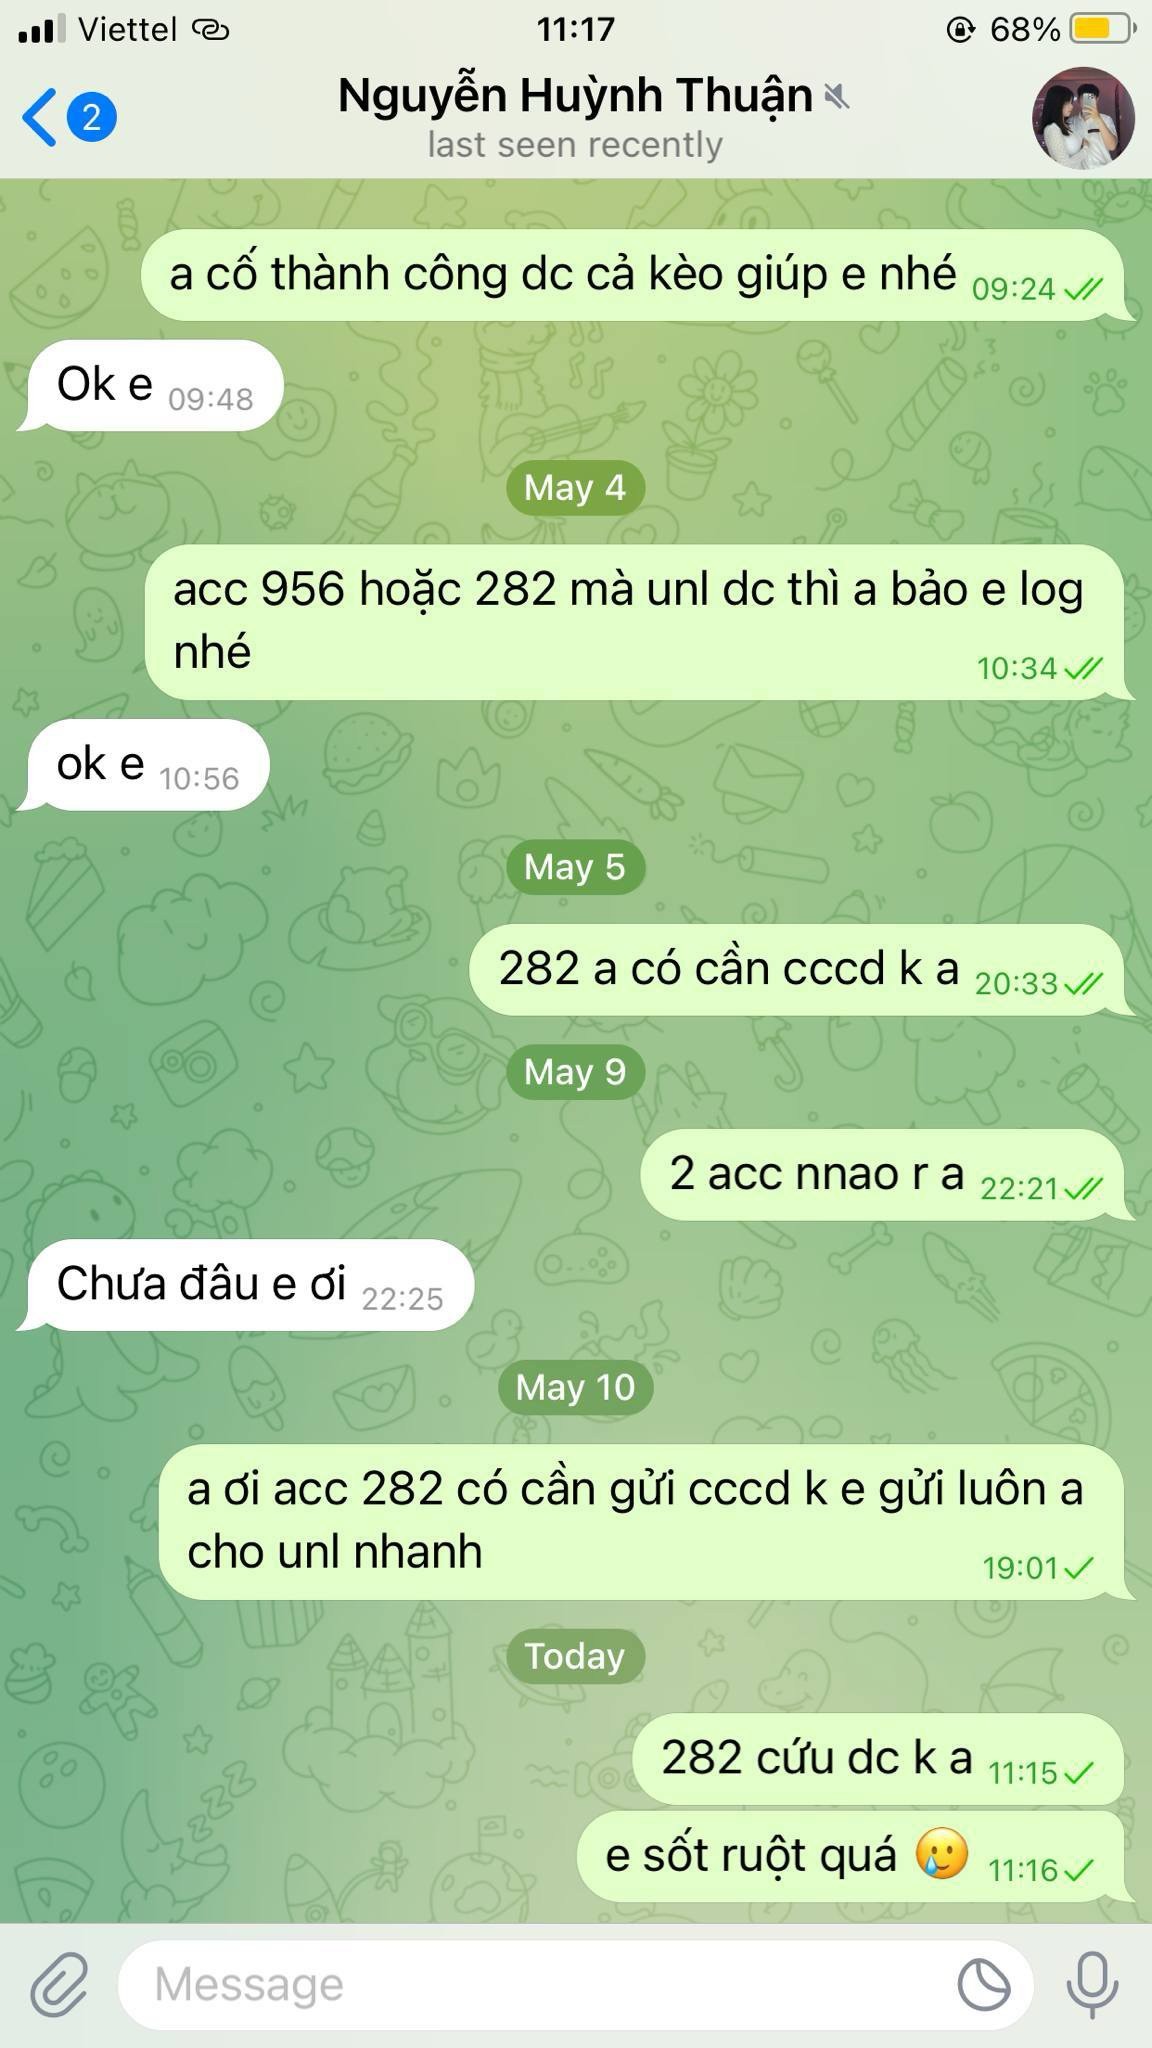 Viettel 11:17 68%
2 Nguyễn Huỳnh Thuận
last seen recently
a cố thành công dc cả kèo giúp e nhé 09:24
Ok e 09:48
May 4
acc 956 hoặc 282 mà unl dc thì a bảo e log
nhé 10:34
ok e 10:56
May 5
282 a có cần cccd k a 20:33
May 9
2 acc nnao r a 22:21
Chưa đâu e ơi 22:25
May 10
a ơi acc 282 có cần gửi cccd k e gửi luôn a
cho unl nhanh 19:01
Today
282 cứu dc k a 11:15
e sốt ruột quá 🥲 11:16
Message